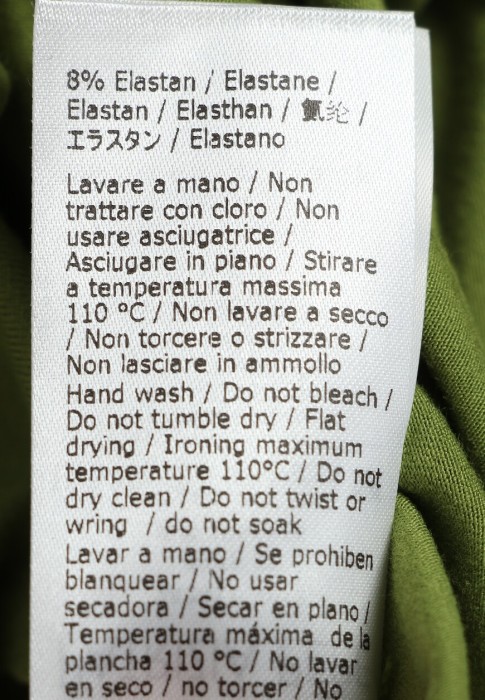 8% Elastan / Elastane /
Elastan / Elasthan / 氨纶 /
エラスタン / Elastano
Lavare a mano / Non
trattare con cloro / Non
usare asciugatrice /
Asciugare in piano / Stirare
a temperatura massima
110 °C / Non lavare a secco
/ Non torcere o strizzare /
Non lasciare in ammollo
Hand wash / Do not bleach /
Do not tumble dry / Flat
drying / Ironing maximum
temperature 110°C / Do not
dry clean / Do not twist or
wring / do not soak
Lavar a mano / Se prohiben
blanquear / No usar
secadora / Secar en plano /
Temperatura máxima de la
plancha 110 °C / No lavar
en seco / no torcer / No